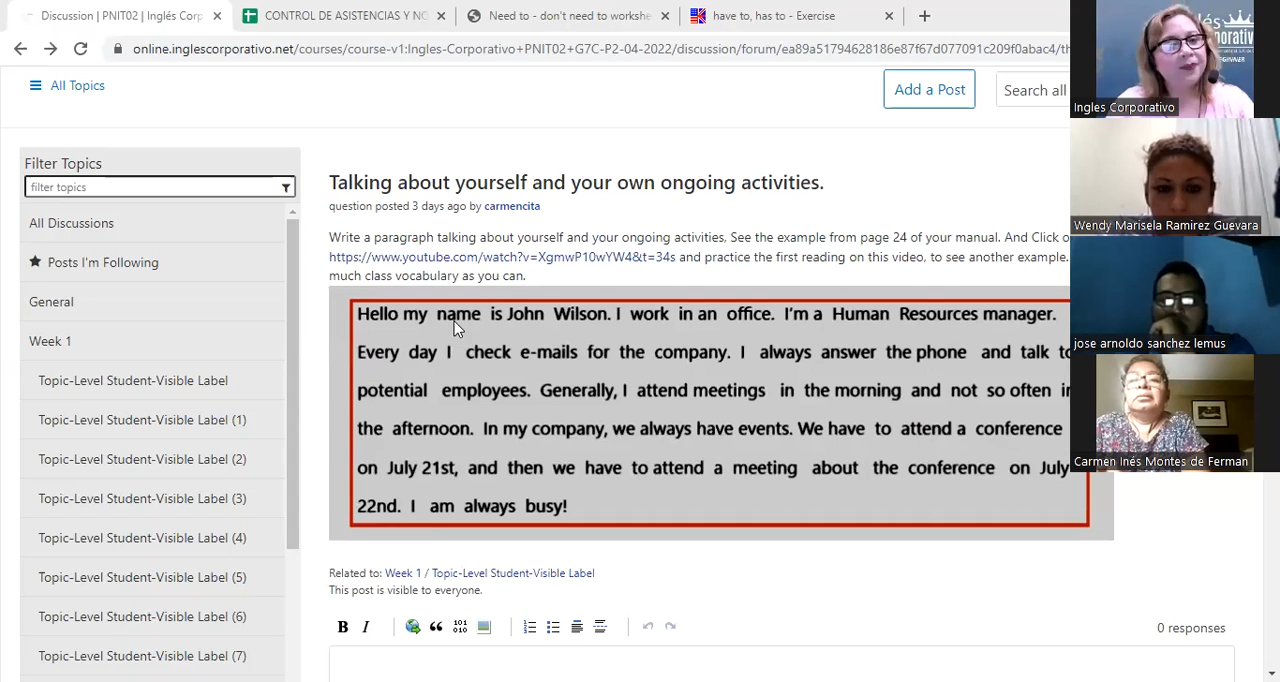 Discussion | PNIT02 | Inglés Cor
CONTROL DE ASISTENCIAS Y NO
Need to - don't need to workshe
have to, has to - Exercise
online.inglescorporativo.net/courses/course-v1:Ingles-Corporativo+PNIT02+G7C-P2-04-2022/discussion/forum/ea89a51794628186e87f67d077091c209f0abac4/th
All Topics
Add a Post
Search all
Ingles Corporativo
Wendy Marisela Ramirez Guevara
jose arnoldo sanchez lemus
Carmen Inés Montes de Ferman
Filter Topics
filter topics
All Discussions
Posts I'm Following
General
Week 1
Topic-Level Student-Visible Label
Topic-Level Student-Visible Label (1)
Topic-Level Student-Visible Label (2)
Topic-Level Student-Visible Label (3)
Topic-Level Student-Visible Label (4)
Topic-Level Student-Visible Label (5)
Topic-Level Student-Visible Label (6)
Topic-Level Student-Visible Label (7)
Talking about yourself and your own ongoing activities.
question posted 3 days ago by carmencita
Write a paragraph talking about yourself and your ongoing activities, See the example from page 24 of your manual. And Click o
https://www.youtube.com/watch?v=XgmwP10wYW4&t=34s and practice the first reading on this video, to see another example.
much class vocabulary as you can.
Hello my name is John Wilson. I work in an office. I'm a Human Resources manager.
Every day I check e-mails for the company. I always answer the phone and talk to
potential employees. Generally, I attend meetings in the morning and not so often in
the afternoon. In my company, we always have events. We have to attend a conference
on July 21st, and then we have to attend a meeting about the conference on July
22nd. I am always busy!
Related to: Week 1 / Topic-Level Student-Visible Label
This post is visible to everyone.
B I
0 responses